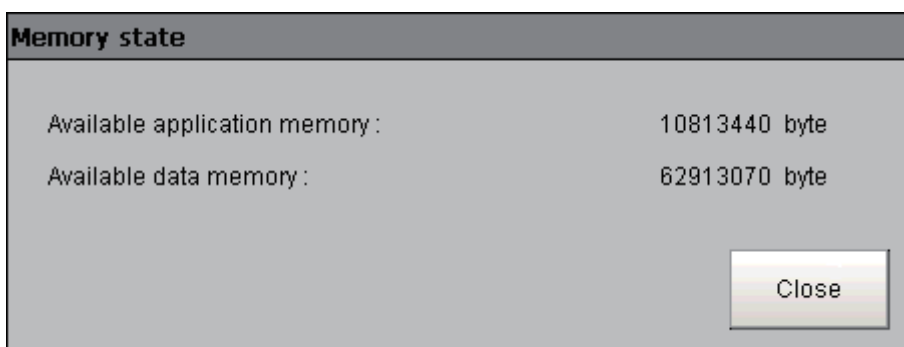 Memory state
Available application memory : 10813440 byte
Available data memory : 62913070 byte
Close